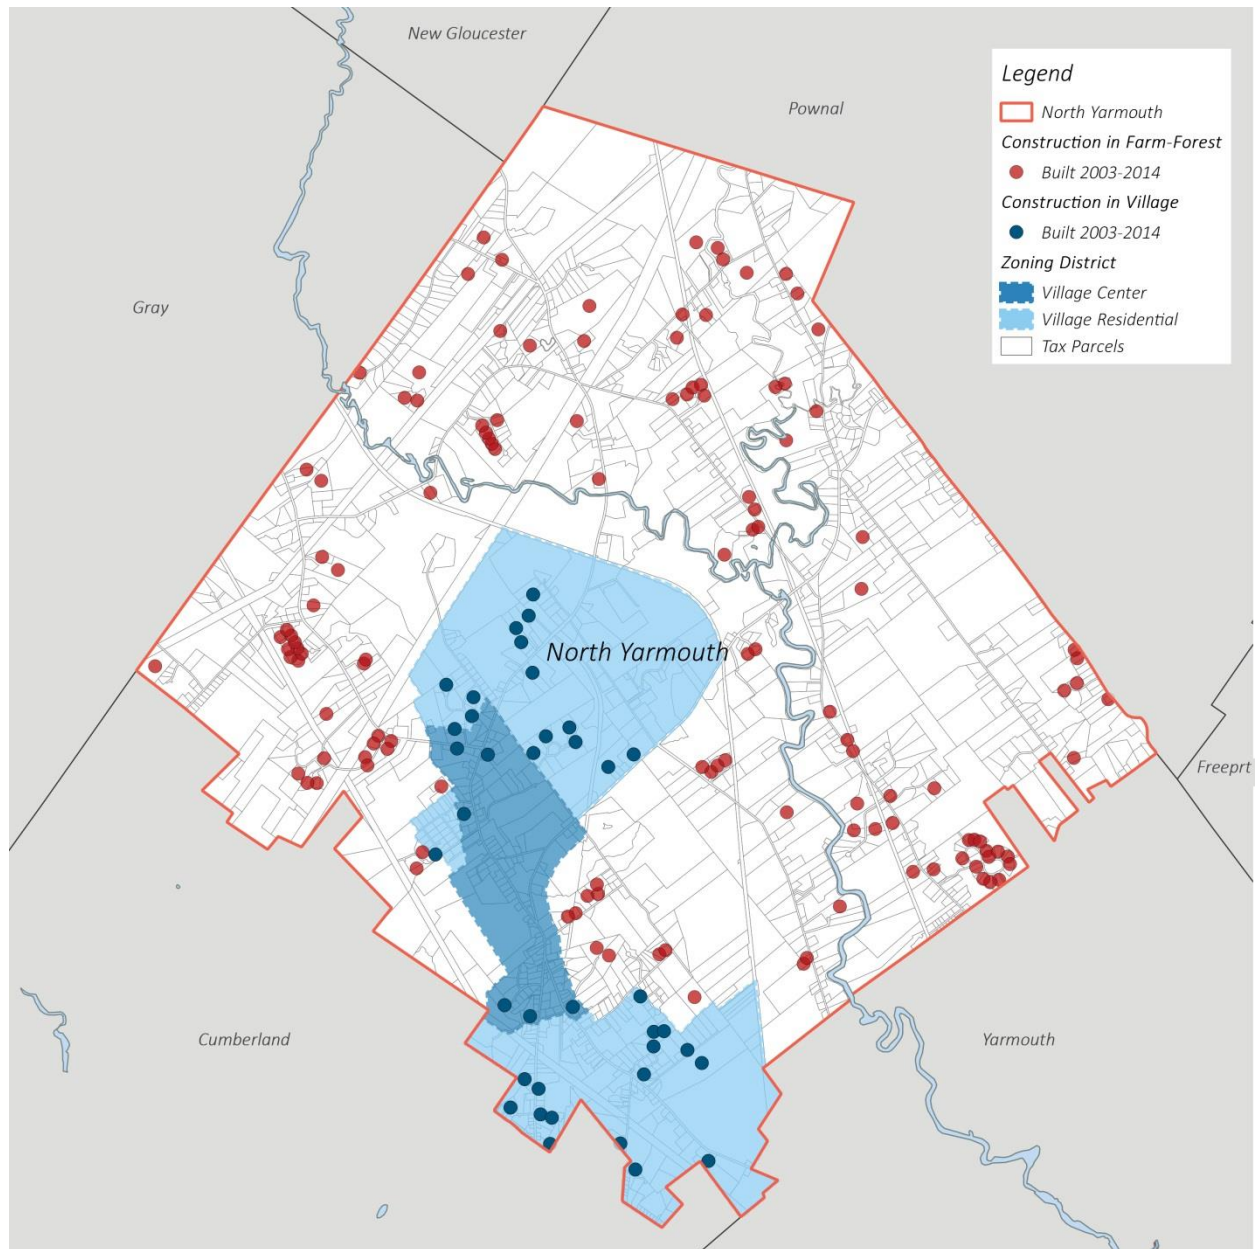 New Gloucester
Pownal
Legend
North Yarmouth
Construction in Farm-Forest
Built 2003-2014
Construction in Village
Built 2003-2014
Zoning District
Village Center
Village Residential
Tax Parcels
Gray
North Yarmouth
Freeprt
Cumberland
Yarmouth